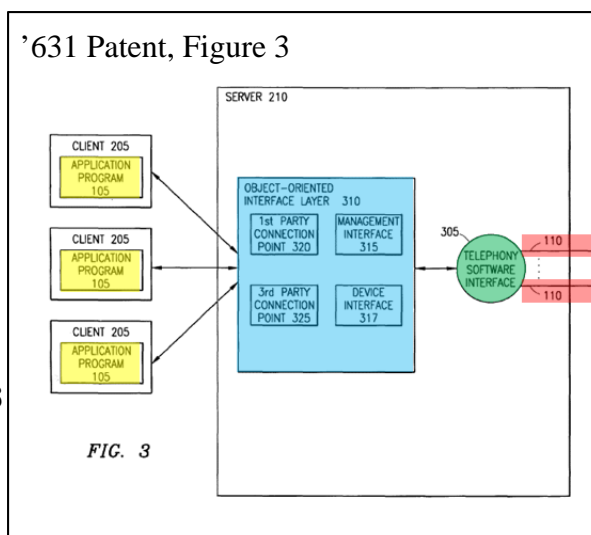 ’631 Patent, Figure 3
SERVER 210
CLIENT 205
APPLICATION
PROGRAM
105
CLIENT 205
APPLICATION
PROGRAM
105
CLIENT 205
APPLICATION
PROGRAM
105
OBJECT-ORIENTED
INTERFACE LAYER 310
1st PARTY
CONNECTION
POINT 320
MANAGEMENT
INTERFACE
315
3rd PARTY
CONNECTION
POINT 325
DEVICE
INTERFACE
317
305
TELEPHONY
SOFTWARE
INTERFACE
110
110
FIG. 3